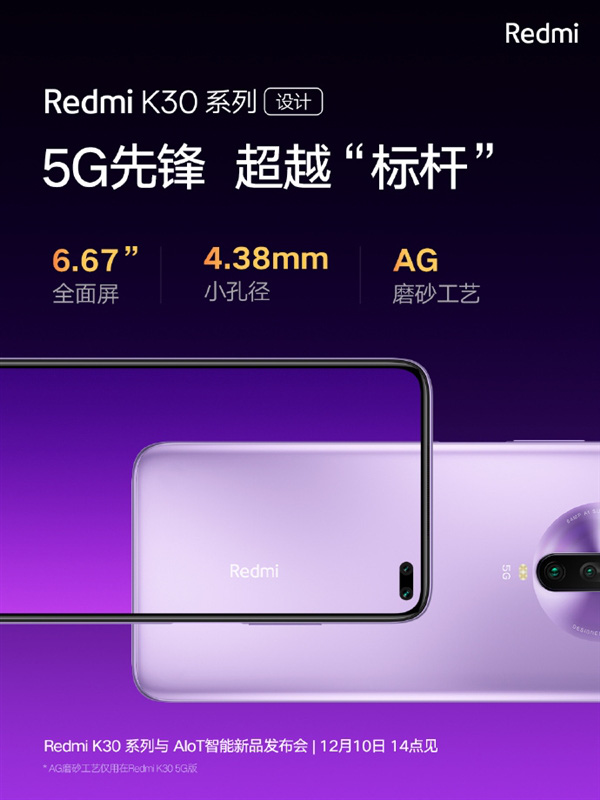 Redmi
Redmi K30 系列 设计
5G先锋 超越“标杆”
6.67” 4.38mm AG
全面屏 小孔径 磨砂工艺
Redmi
5G
Redmi K30 系列与 AIoT智能新品发布会 | 12月10日 14点见
* AG磨砂工艺仅用在Redmi K30 5G版